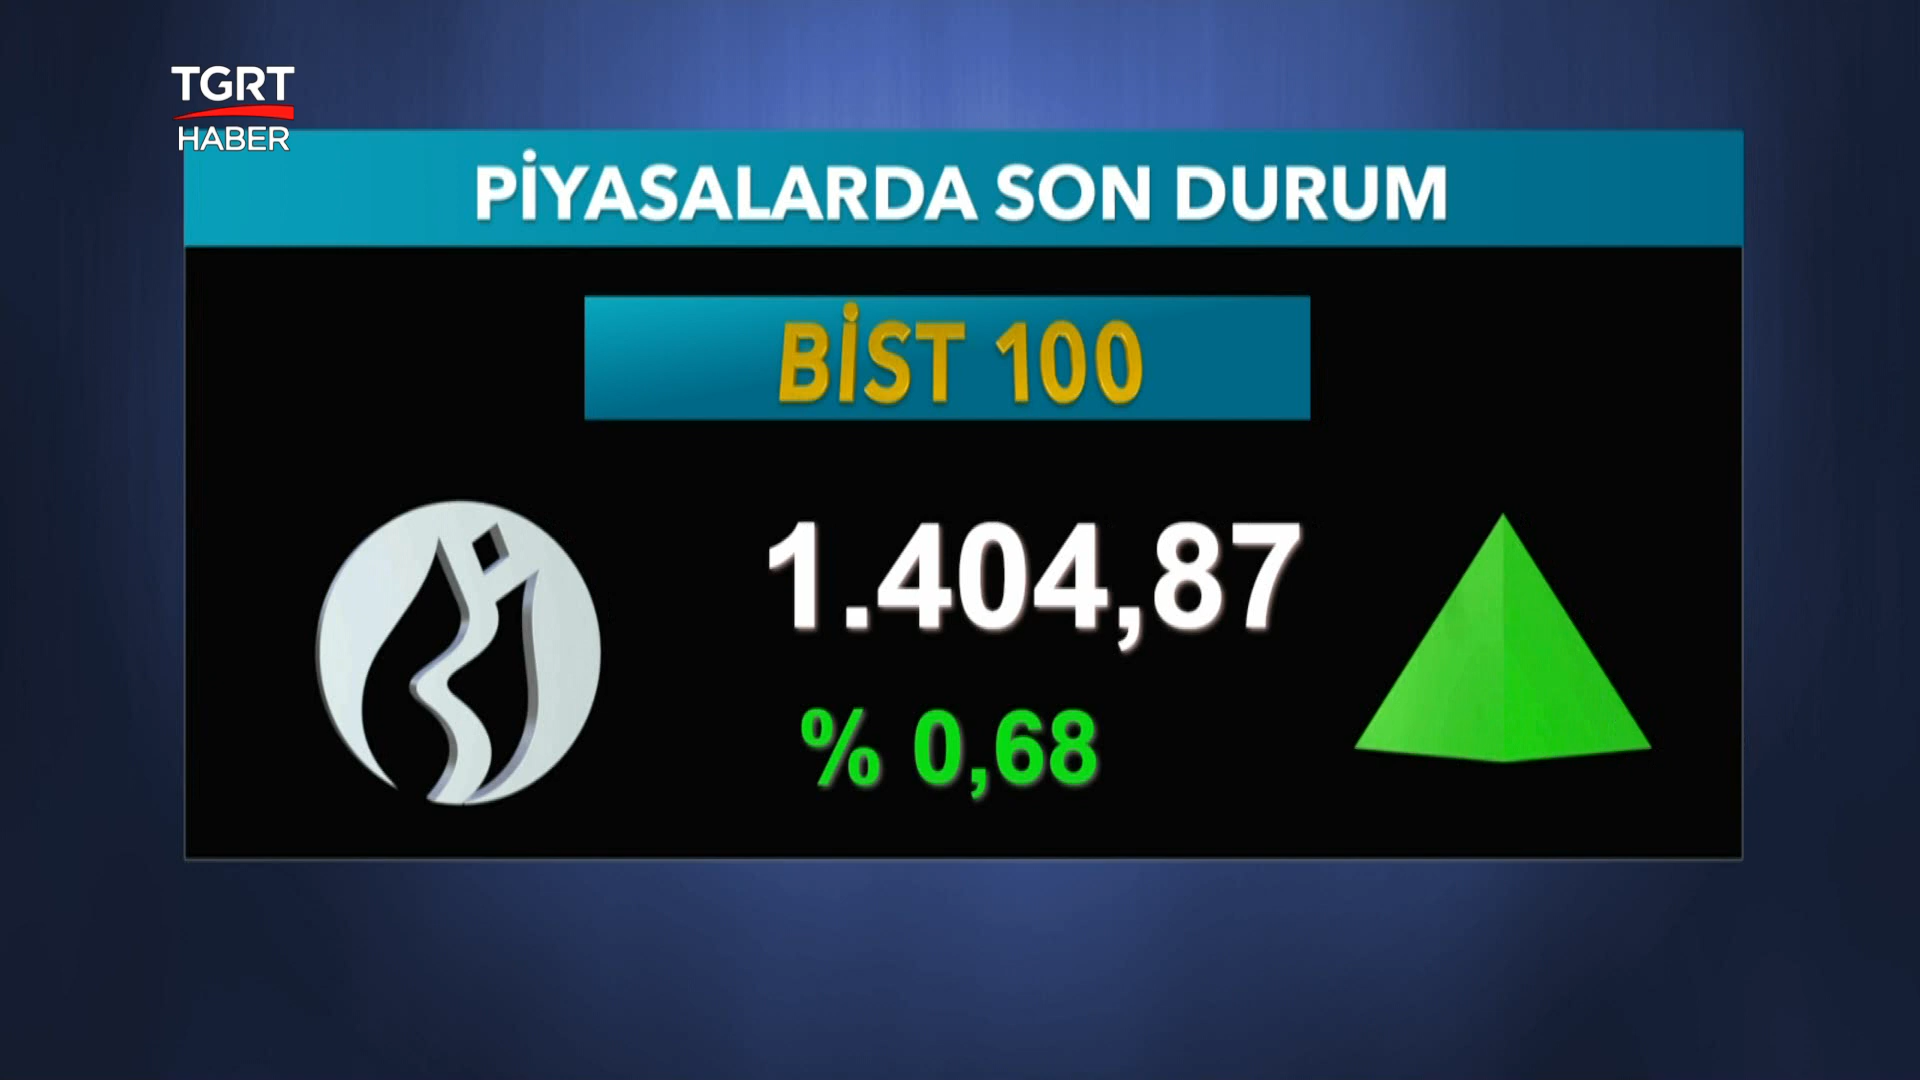 TGRT
HABER
PİYASALARDA SON DURUM
BİST 100
1.404,87
% 0,68